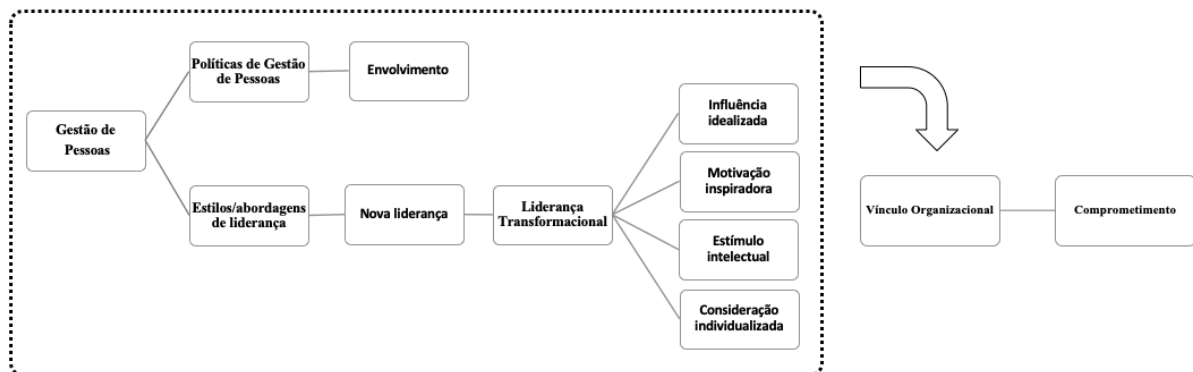 Gestão de
Pessoas
Políticas de Gestão
de Pessoas
Envolvimento
Estilos/abordagens
de liderança
Nova liderança
Liderança
Transformacional
Influência
idealizada
Motivação
inspiradora
Estímulo
intelectual
Consideração
individualizada
Vínculo Organizacional
Comprometimento